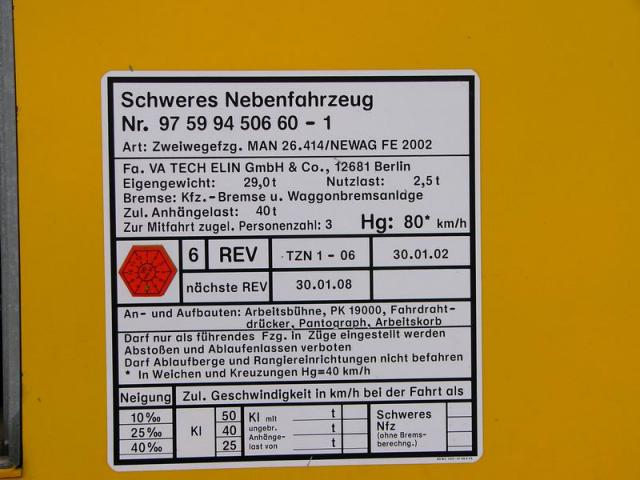 Schweres Nebenfahrzeug
Nr. 97 59 94 506 60 - 1
Art: Zweiwegefzg. MAN 26.414/NEWAG FE 2002
Fa. VA TECH ELIN GmbH & Co., 12681 Berlin
Eigengewicht: 29,0 t Nutzlast: 2,5 t
Bremse: Kfz.-Bremse u. Waggonbremsanlage
Zul. Anhängelast: 40 t
Zur Mitfahrt zugel. Personenzahl: 3 Hg: 80* km/h
6 REV TZN 1 - 06 30.01.02
nächste REV 30.01.08
An- und Aufbauten: Arbeitsbühne, PK 19000, Fahrdraht-
drücker, Pantograph, Arbeitskorb
Darf nur als führendes Fzg. in Züge eingestellt werden
Abstoßen und Ablaufenlassen verboten
Darf Ablaufberge und Rangiereinrichtungen nicht befahren
* In Weichen und Kreuzungen Hg=40 km/h
Neigung Zul. Geschwindigkeit in km/h bei der Fahrt als
10‰ 50
25‰ KI 40
40‰ 25
KI mit t
ungebr. t
Anhänge-
last von t
Schweres
Nfz
(ohne Brems-
berechng.)